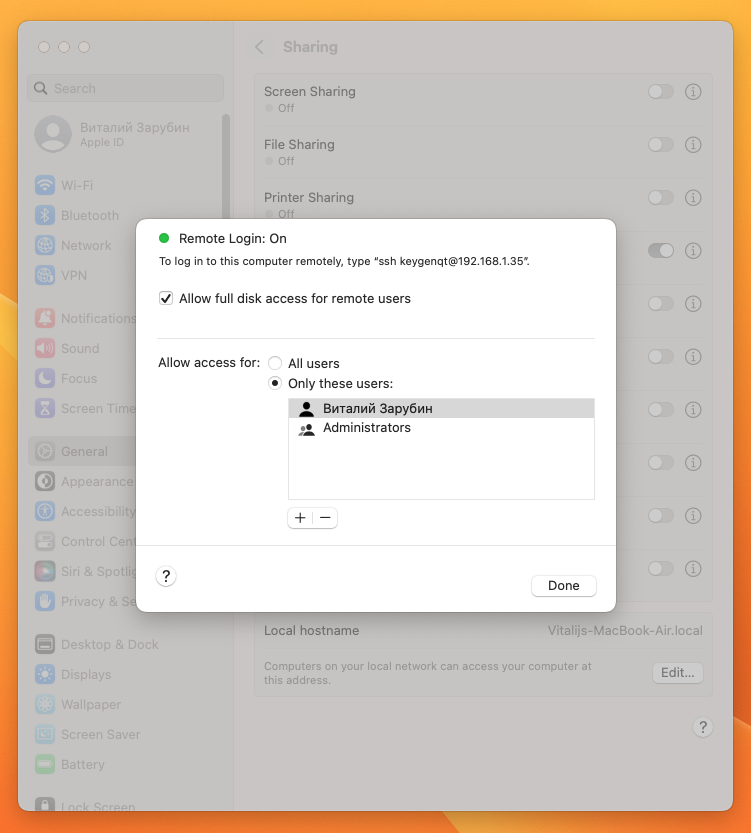 Sharing
Search
Виталий Зарубин
Apple ID
Wi-Fi
Bluetooth
Network
VPN
Notifications
Sound
Focus
Screen Time
General
Appearance
Accessibility
Control Cent
Siri & Spotlig
Privacy & Se
Desktop & Dock
Displays
Wallpaper
Screen Saver
Battery
Lock Screen
Screen Sharing
Off
File Sharing
Off
Printer Sharing
Off
Remote Login: On
To log in to this computer remotely, type “ssh keygenqt@192.168.1.35”.
Allow full disk access for remote users
Allow access for:
All users
Only these users:
Виталий Зарубин
Administrators
+ −
?
Done
Local hostname
Vitalijs-MacBook-Air.local
Computers on your local network can access your computer at
this address.
Edit...
?